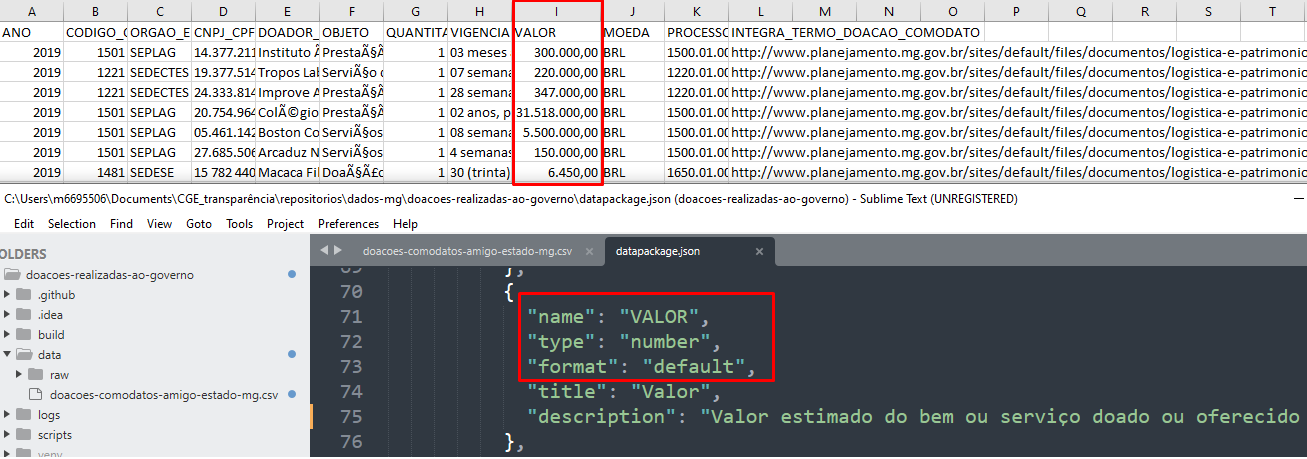 A B C D E F G H I J K L M N O P Q R S T
ANO CODIGO_ ORGAO_E CNPJ_CPF DOADOR_ OBJETO QUANTITA VIGENCIA VALOR MOEDA PROCESSO INTEGRA_TERMO_DOACAO_COMODATO
2019 1501 SEPLAG 14.377.211 Instituto Ã PrestaÃ§Ã 1 03 meses 300.000,00 BRL 1500.01.00 http://www.planejamento.mg.gov.br/sites/default/files/documentos/logistica-e-patrimonio
2019 1221 SEDECTES 19.377.514 Tropos Lab ServiÃ§o 1 07 semana 220.000,00 BRL 1220.01.00 http://www.planejamento.mg.gov.br/sites/default/files/documentos/logistica-e-patrimonio
2019 1221 SEDECTES 24.333.814 Improve A PrestaÃ§Ã 1 28 semana 347.000,00 BRL 1220.01.00 http://www.planejamento.mg.gov.br/sites/default/files/documentos/logistica-e-patrimonio
2019 1501 SEPLAG 20.754.964 ColÃ©gio PrestaÃ§Ã 1 02 anos, p 31.518.000,00 BRL 1500.01.00 http://www.planejamento.mg.gov.br/sites/default/files/documentos/logistica-e-patrimonio
2019 1501 SEPLAG 05.461.142 Boston Co ServiÃ§os 1 08 semana 5.500.000,00 BRL 1500.01.00 http://www.planejamento.mg.gov.br/sites/default/files/documentos/logistica-e-patrimonio
2019 1501 SEPLAG 27.685.506 Arcaduz N ServiÃ§os 1 4 semanas 150.000,00 BRL 1500.01.00 http://www.planejamento.mg.gov.br/sites/default/files/documentos/logistica-e-patrimonio
2019 1481 SEDESE 15 782 440 Macaca Fil DoaÃ§Ã£o 1 30 (trinta) 6.450,00 BRL 1650.01.00 http://www.planejamento.mg.gov.br/sites/default/files/documentos/logistica-e-patrimonio
C:\Users\m6695506\Documents\CGE_transparência\repositorios\dados-mg\doacoes-realizadas-ao-governo\datapackage.json (doacoes-realizadas-ao-governo) - Sublime Text (UNREGISTERED)
Edit Selection Find View Goto Tools Project Preferences Help
OLDERS
doacoes-realizadas-ao-governo
.github
.idea
build
data
raw
doacoes-comodatos-amigo-estado-mg.csv
logs
scripts
venv
doacoes-comodatos-amigo-estado-mg.csv datapackage.json
69 },
70 {
71 "name": "VALOR",
72 "type": "number",
73 "format": "default",
74 "title": "Valor",
75 "description": "Valor estimado do bem ou serviço doado ou oferecido
76 },